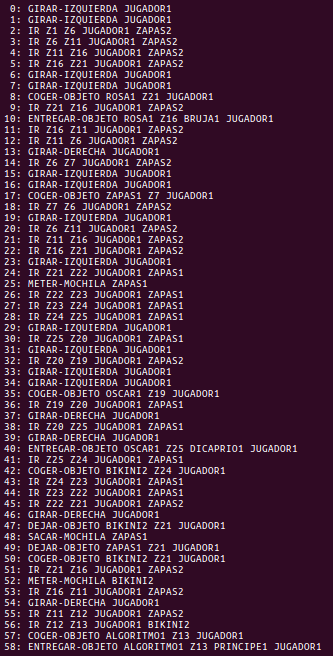 0: GIRAR-IZQUIERDA JUGADOR1
1: GIRAR-IZQUIERDA JUGADOR1
2: IR Z1 Z6 JUGADOR1 ZAPAS2
3: IR Z6 Z11 JUGADOR1 ZAPAS2
4: IR Z11 Z16 JUGADOR1 ZAPAS2
5: IR Z16 Z21 JUGADOR1 ZAPAS2
6: GIRAR-IZQUIERDA JUGADOR1
7: GIRAR-IZQUIERDA JUGADOR1
8: COGER-OBJETO ROSA1 Z21 JUGADOR1
9: IR Z21 Z16 JUGADOR1 ZAPAS2
10: ENTREGAR-OBJETO ROSA1 Z16 BRUJA1 JUGADOR1
11: IR Z16 Z11 JUGADOR1 ZAPAS2
12: IR Z11 Z6 JUGADOR1 ZAPAS2
13: GIRAR-DERECHA JUGADOR1
14: IR Z6 Z7 JUGADOR1 ZAPAS2
15: GIRAR-IZQUIERDA JUGADOR1
16: GIRAR-IZQUIERDA JUGADOR1
17: COGER-OBJETO ZAPAS1 Z7 JUGADOR1
18: IR Z7 Z6 JUGADOR1 ZAPAS2
19: GIRAR-IZQUIERDA JUGADOR1
20: IR Z6 Z11 JUGADOR1 ZAPAS2
21: IR Z11 Z16 JUGADOR1 ZAPAS2
22: IR Z16 Z21 JUGADOR1 ZAPAS2
23: GIRAR-IZQUIERDA JUGADOR1
24: IR Z21 Z22 JUGADOR1 ZAPAS1
25: METER-MOCHILA ZAPAS1
26: IR Z22 Z23 JUGADOR1 ZAPAS1
27: IR Z23 Z24 JUGADOR1 ZAPAS1
28: IR Z24 Z25 JUGADOR1 ZAPAS1
29: GIRAR-IZQUIERDA JUGADOR1
30: IR Z25 Z20 JUGADOR1 ZAPAS1
31: GIRAR-IZQUIERDA JUGADOR1
32: IR Z20 Z19 JUGADOR1 ZAPAS2
33: GIRAR-IZQUIERDA JUGADOR1
34: GIRAR-IZQUIERDA JUGADOR1
35: COGER-OBJETO OSCAR1 Z19 JUGADOR1
36: IR Z19 Z20 JUGADOR1 ZAPAS1
37: GIRAR-DERECHA JUGADOR1
38: IR Z20 Z25 JUGADOR1 ZAPAS1
39: GIRAR-DERECHA JUGADOR1
40: ENTREGAR-OBJETO OSCAR1 Z25 DICAPRIO1 JUGADOR1
41: IR Z25 Z24 JUGADOR1 ZAPAS1
42: COGER-OBJETO BIKINI2 Z24 JUGADOR1
43: IR Z24 Z23 JUGADOR1 ZAPAS1
44: IR Z23 Z22 JUGADOR1 ZAPAS1
45: IR Z22 Z21 JUGADOR1 ZAPAS2
46: GIRAR-DERECHA JUGADOR1
47: DEJAR-OBJETO BIKINI2 Z21 JUGADOR1
48: SACAR-MOCHILA ZAPAS1
49: DEJAR-OBJETO ZAPAS1 Z21 JUGADOR1
50: COGER-OBJETO BIKINI2 Z21 JUGADOR1
51: IR Z21 Z16 JUGADOR1 ZAPAS2
52: METER-MOCHILA BIKINI2
53: IR Z16 Z11 JUGADOR1 ZAPAS2
54: GIRAR-DERECHA JUGADOR1
55: IR Z11 Z12 JUGADOR1 ZAPAS2
56: IR Z12 Z13 JUGADOR1 BIKINI2
57: COGER-OBJETO ALGORITMO1 Z13 JUGADOR1
58: ENTREGAR-OBJETO ALGORITMO1 Z13 PRINCIPE1 JUGADOR1